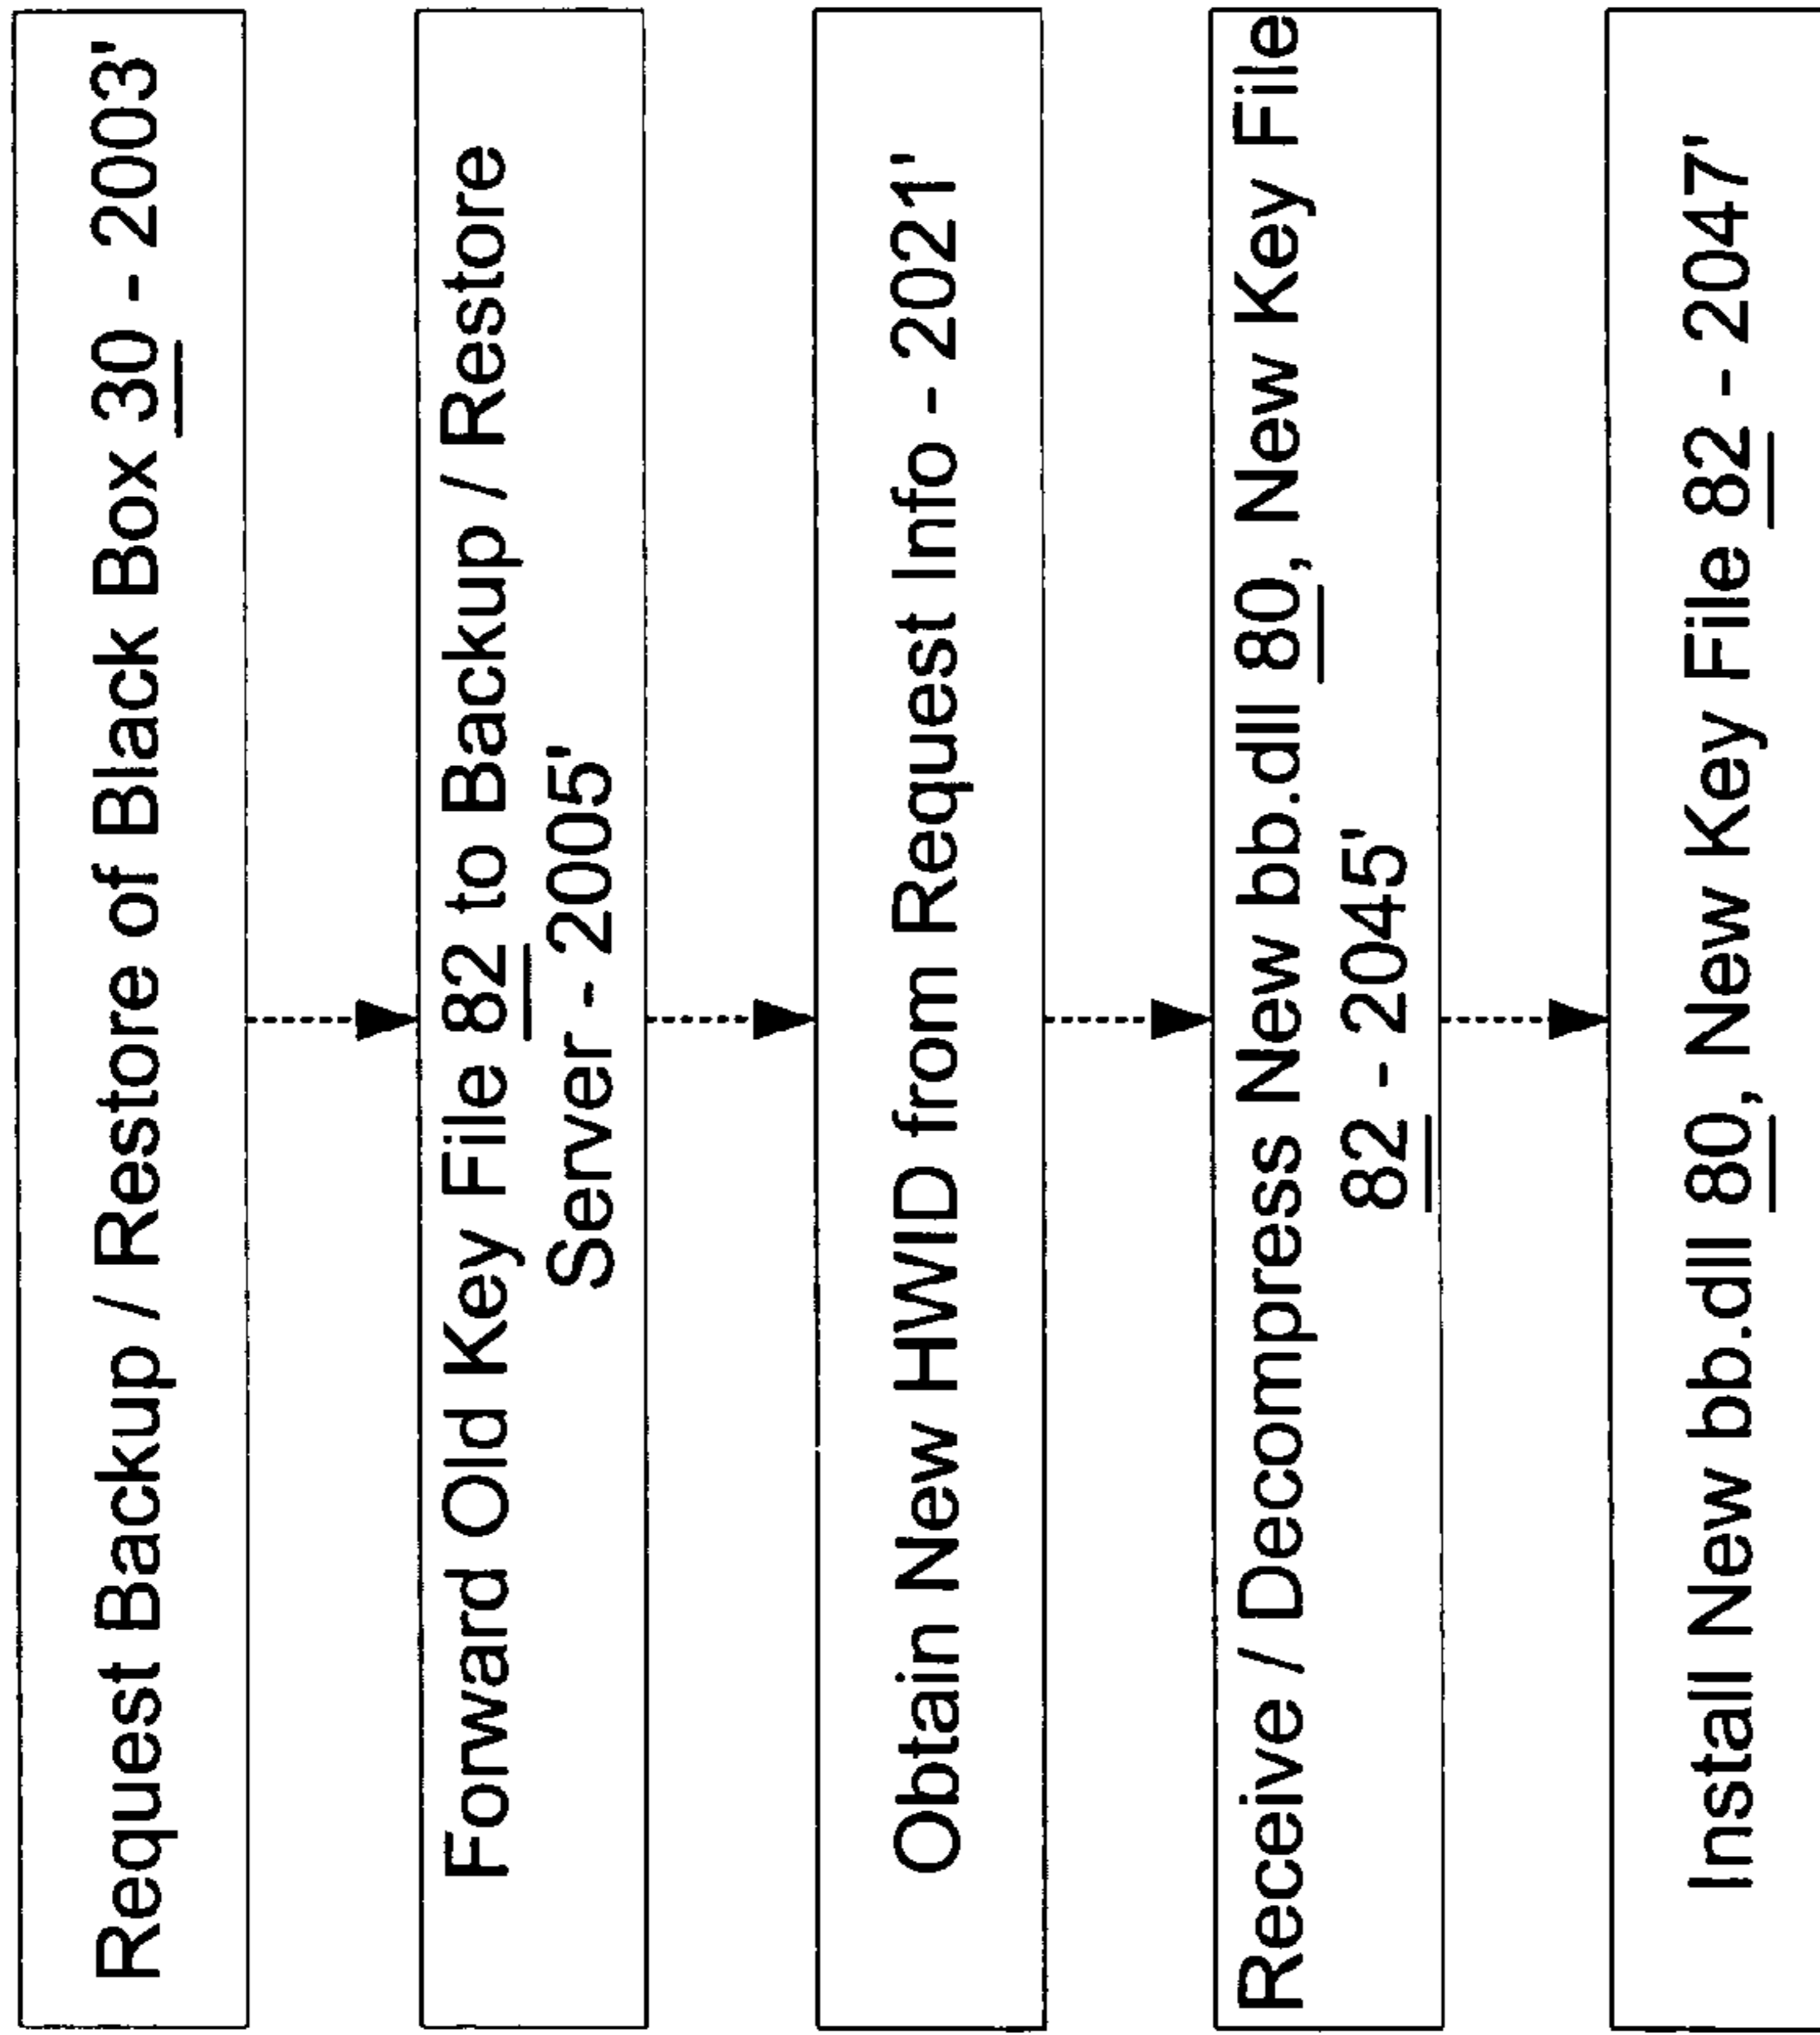 Request Backup / Restore of Black Box 30 - 2003'
Forward Old Key File 82 to Backup / Restore
Server - 2005'
Obtain New HWID from Request Info - 2021'
Receive / Decompress New bb.dll 80, New Key File
82 - 2045'
Install New bb.dll 80, New Key File 82 - 2047'